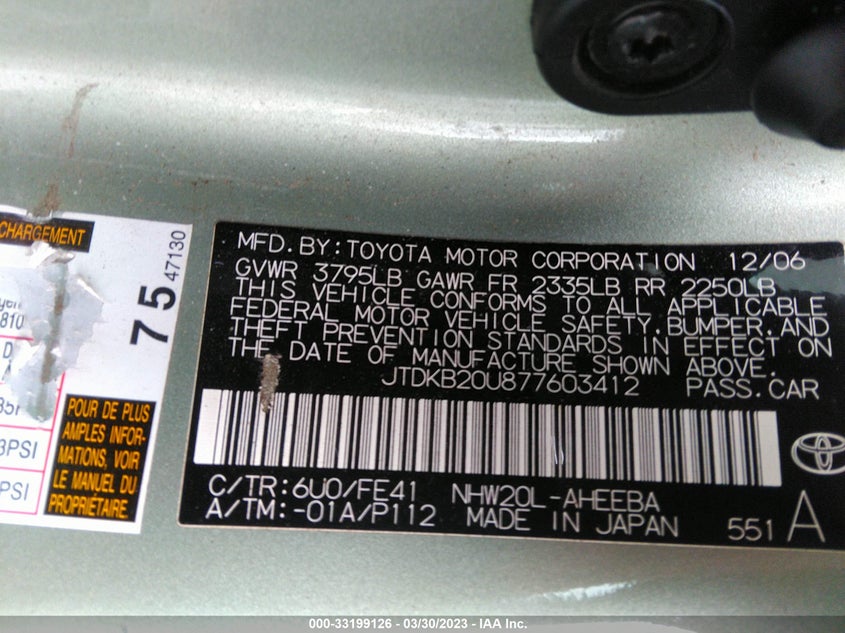 CHARGEMENT
810
85
3PSI
PSI
75
47130
POUR DE PLUS
AMPLES INFOR-
MATIONS, VOIR
LE MANUEL DU
PROPRIÉTAIRE.
MFD. BY: TOYOTA MOTOR CORPORATION 12/06
GVWR 3795LB GAWR FR 2335LB RR 2250LB
THIS VEHICLE CONFORMS TO ALL APPLICABLE
FEDERAL MOTOR VEHICLE SAFETY, BUMPER, AND
THEFT PREVENTION STANDARDS IN EFFECT ON
THE DATE OF MANUFACTURE SHOWN ABOVE.
JTDKB20U877603412 PASS. CAR
C/TR: 6U0/FE41 NHW20L-AHEEBA
A/TM: -01A/P112 MADE IN JAPAN 551 A
000-33199126 - 03/30/2023 - IAA Inc.